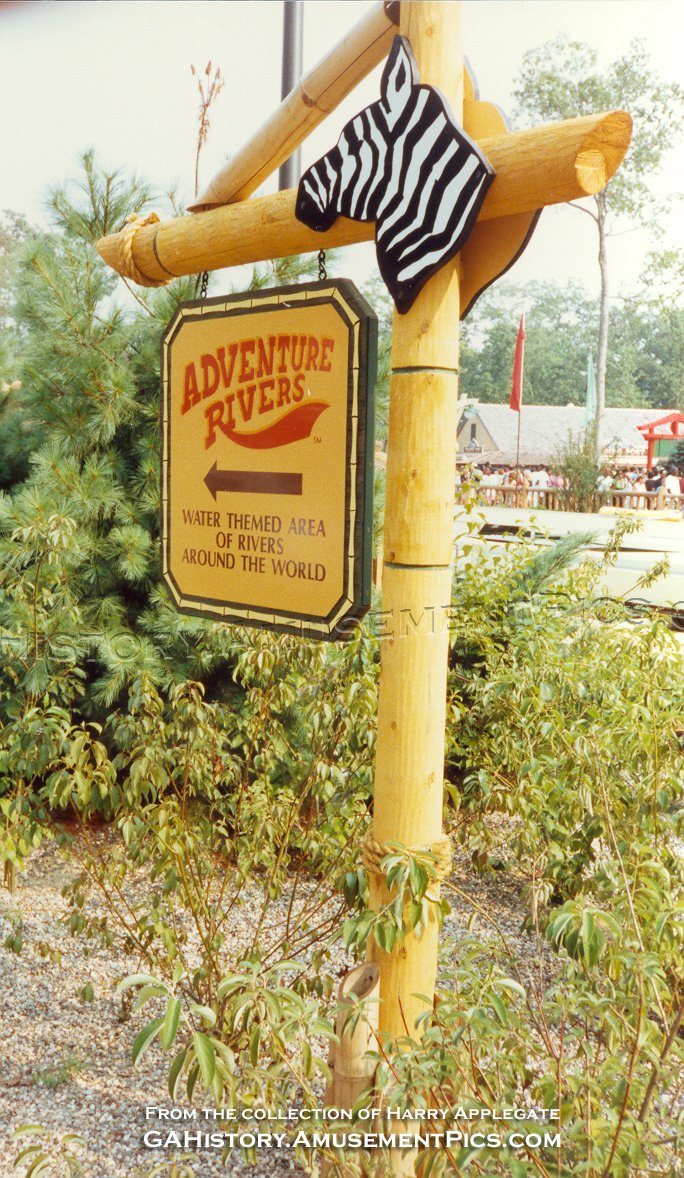 ADVENTURE
RIVERS
SM
WATER THEMED AREA
OF RIVERS
AROUND THE WORLD
FROM THE COLLECTION OF HARRY APPLEGATE
GAHISTORY.AMUSEMENTPICS.COM